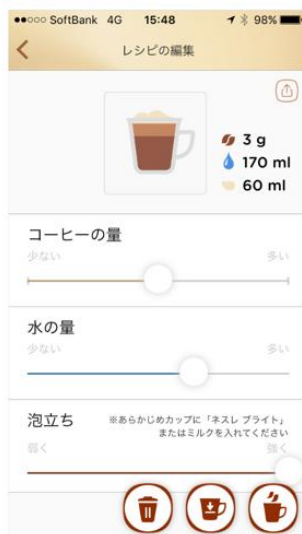 SoftBank 4G 15:48 98%
レシピの編集
3 g
170 ml
60 ml
コーヒーの量
少ない 多い
水の量
少ない 多い
泡立ち ※あらかじめカップに「ネスレ ブライト」
またはミルクを入れてください
弱く 強く